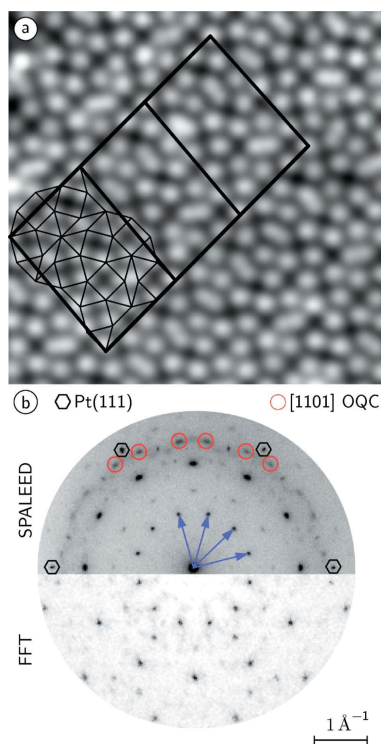 a
b Pt(111) [1101] OQC
SPALEED
FFT
1 Å⁻¹